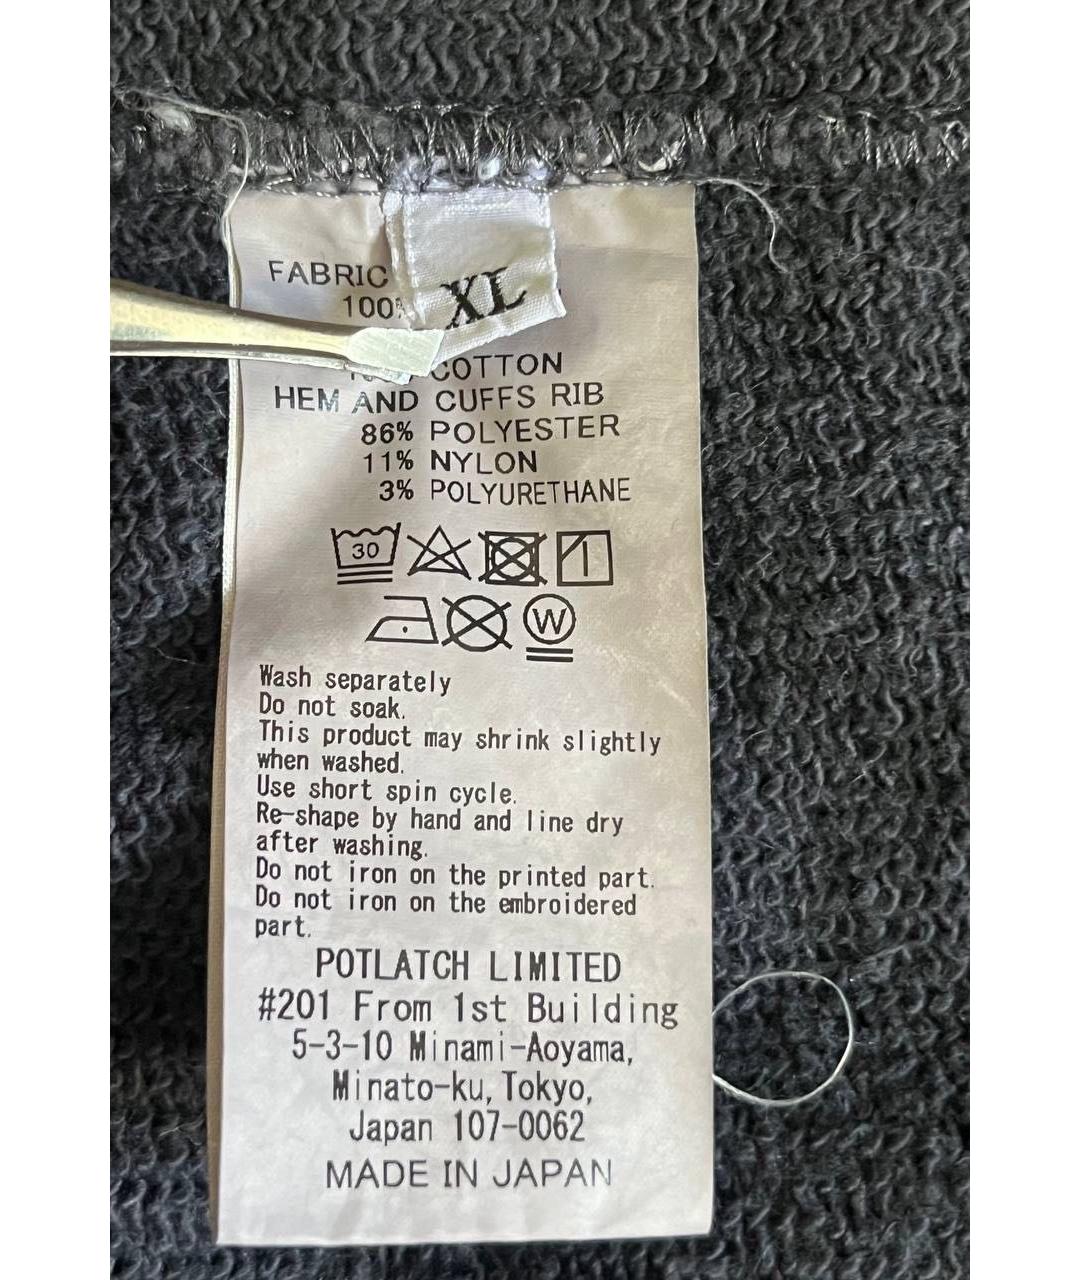 FABRIC
100%
XL
COTTON
HEM AND CUFFS RIB
86% POLYESTER
11% NYLON
3% POLYURETHANE
30
W
Wash separately
Do not soak.
This product may shrink slightly
when washed.
Use short spin cycle.
Re-shape by hand and line dry
after washing.
Do not iron on the printed part.
Do not iron on the embroidered
part.
POTLATCH LIMITED
#201 From 1st Building
5-3-10 Minami-Aoyama,
Minato-ku, Tokyo,
Japan 107-0062
MADE IN JAPAN